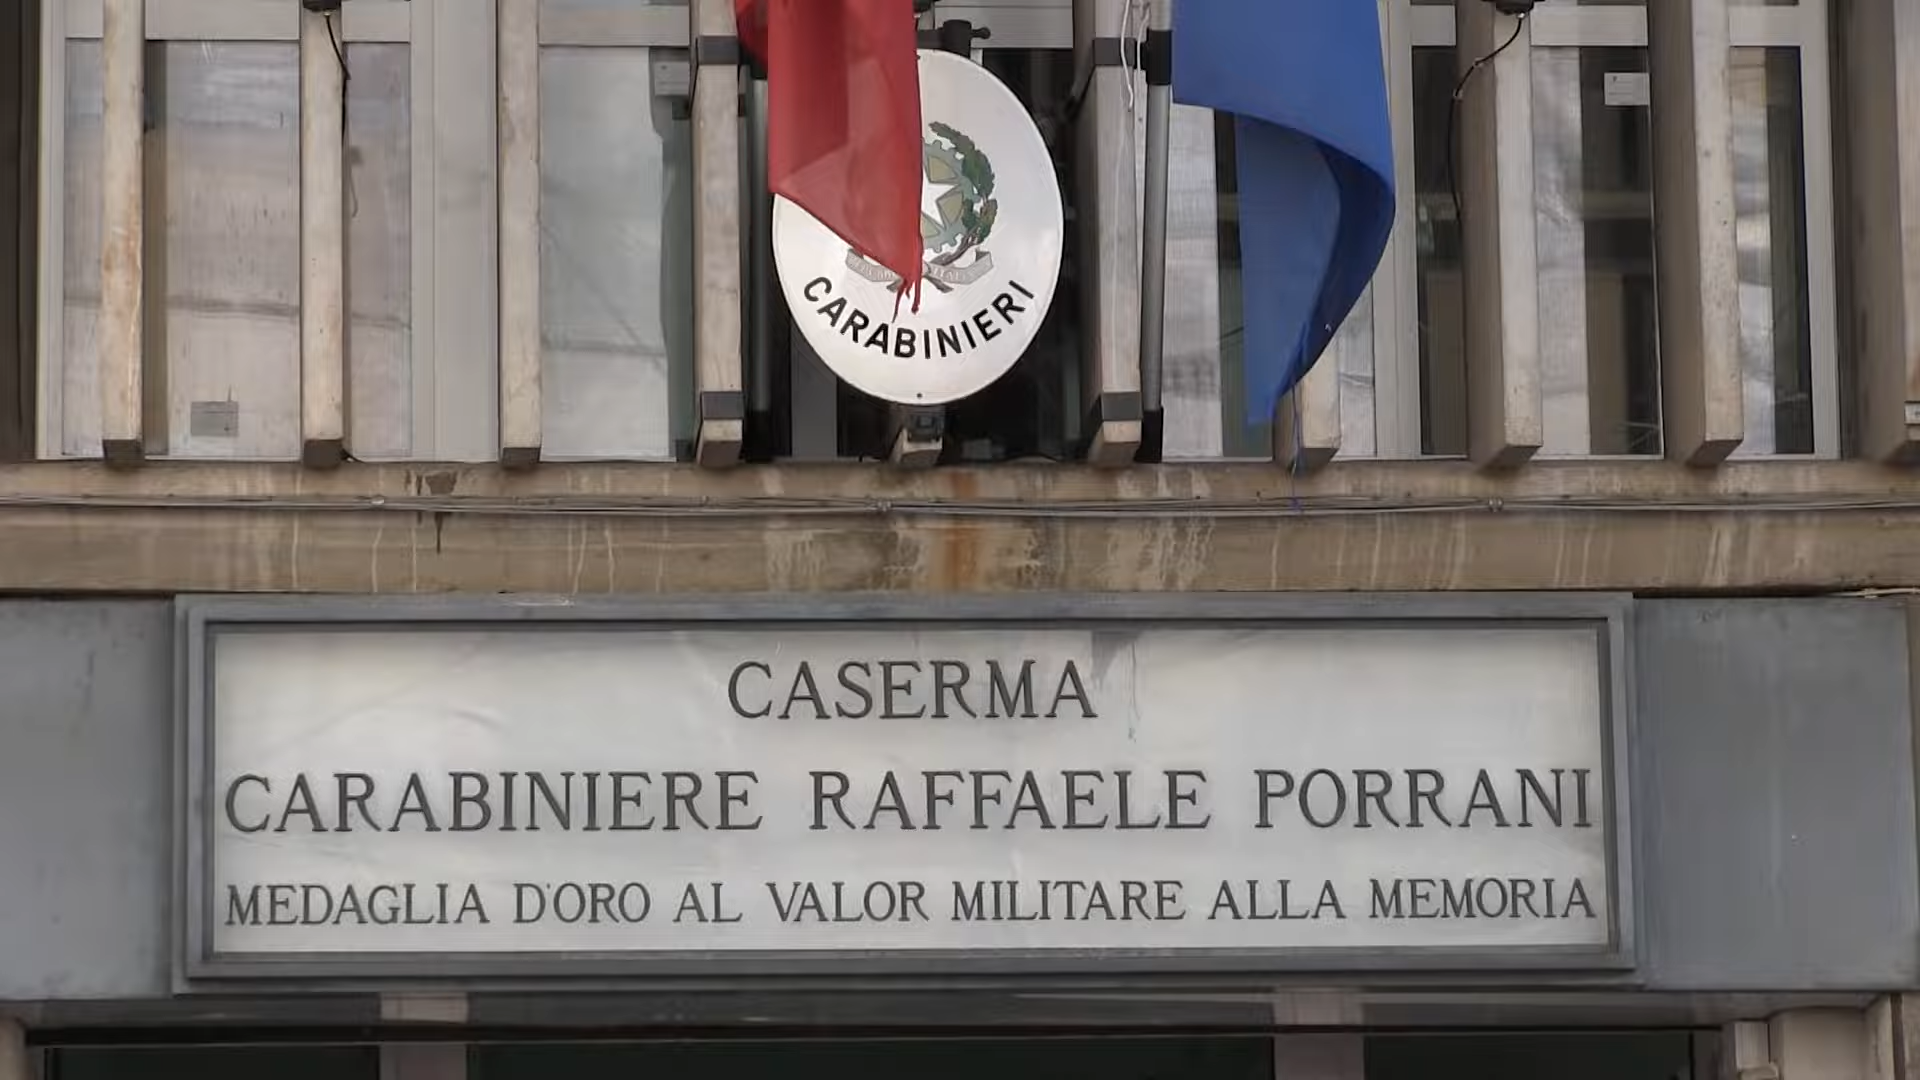 CARABINIERI
CASERMA
CARABINIERE RAFFAELE PORRANI
MEDAGLIA D'ORO AL VALOR MILITARE ALLA MEMORIA